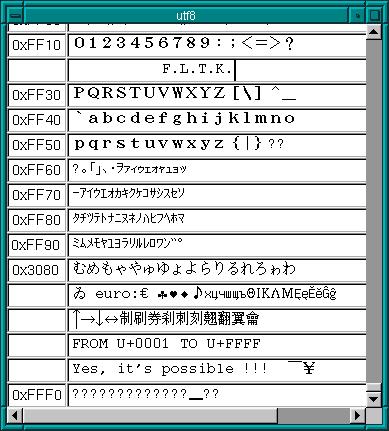 utf8
0xFF10 0123456789:;<=>?
F.L.T.K.
0xFF30 PQRSTUVWXYZ[\]^_
0xFF40 `abcdefghijklmno
0xFF50 pqrstuvwxyz{|}??
0xFF60 ?｡｢｣､･ｦｧｨｩｪｫｬｭｮｯ
0xFF70 ｰｱｲｳｴｵｶｷｸｹｺｻｼｽｾｿ
0xFF80 ﾀﾁﾂﾃﾄﾅﾆﾇﾈﾉﾊﾋﾌﾍﾎﾏ
0xFF90 ﾐﾑﾒﾓﾔﾕﾖﾗﾘﾙﾚﾛﾜﾝﾞﾟ
0x3080 むめもゃやゅゆょよらりるれろゎわ
ゐ euro:€ ♣♥♦♪хцчшщъΘΙΚΛΜĘęĚěĜĝ
↑→↓↔制刷券刹刺刻翹翻翼龠
FROM U+0001 TO U+FFFF
Yes, it's possible !!! ￣￥
0xFFF0 ?????????????▁??